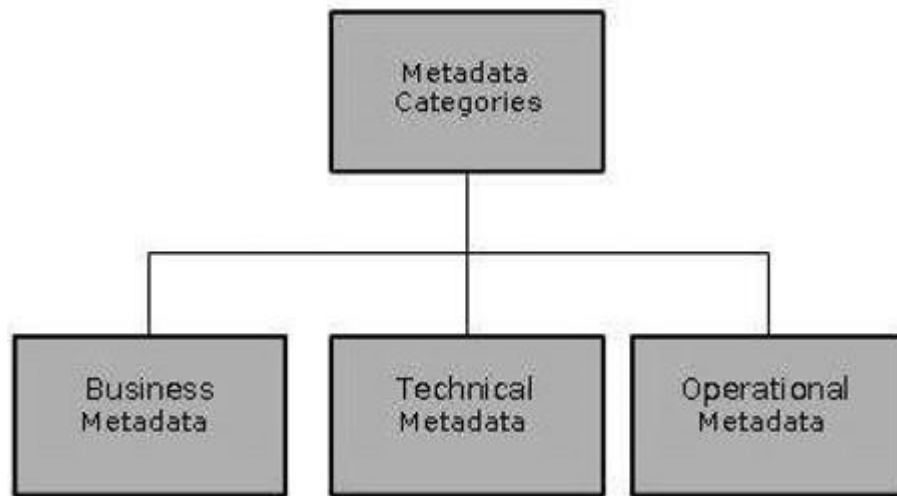 Metadata
Categories
Business
Metadata
Technical
Metadata
Operational
Metadata